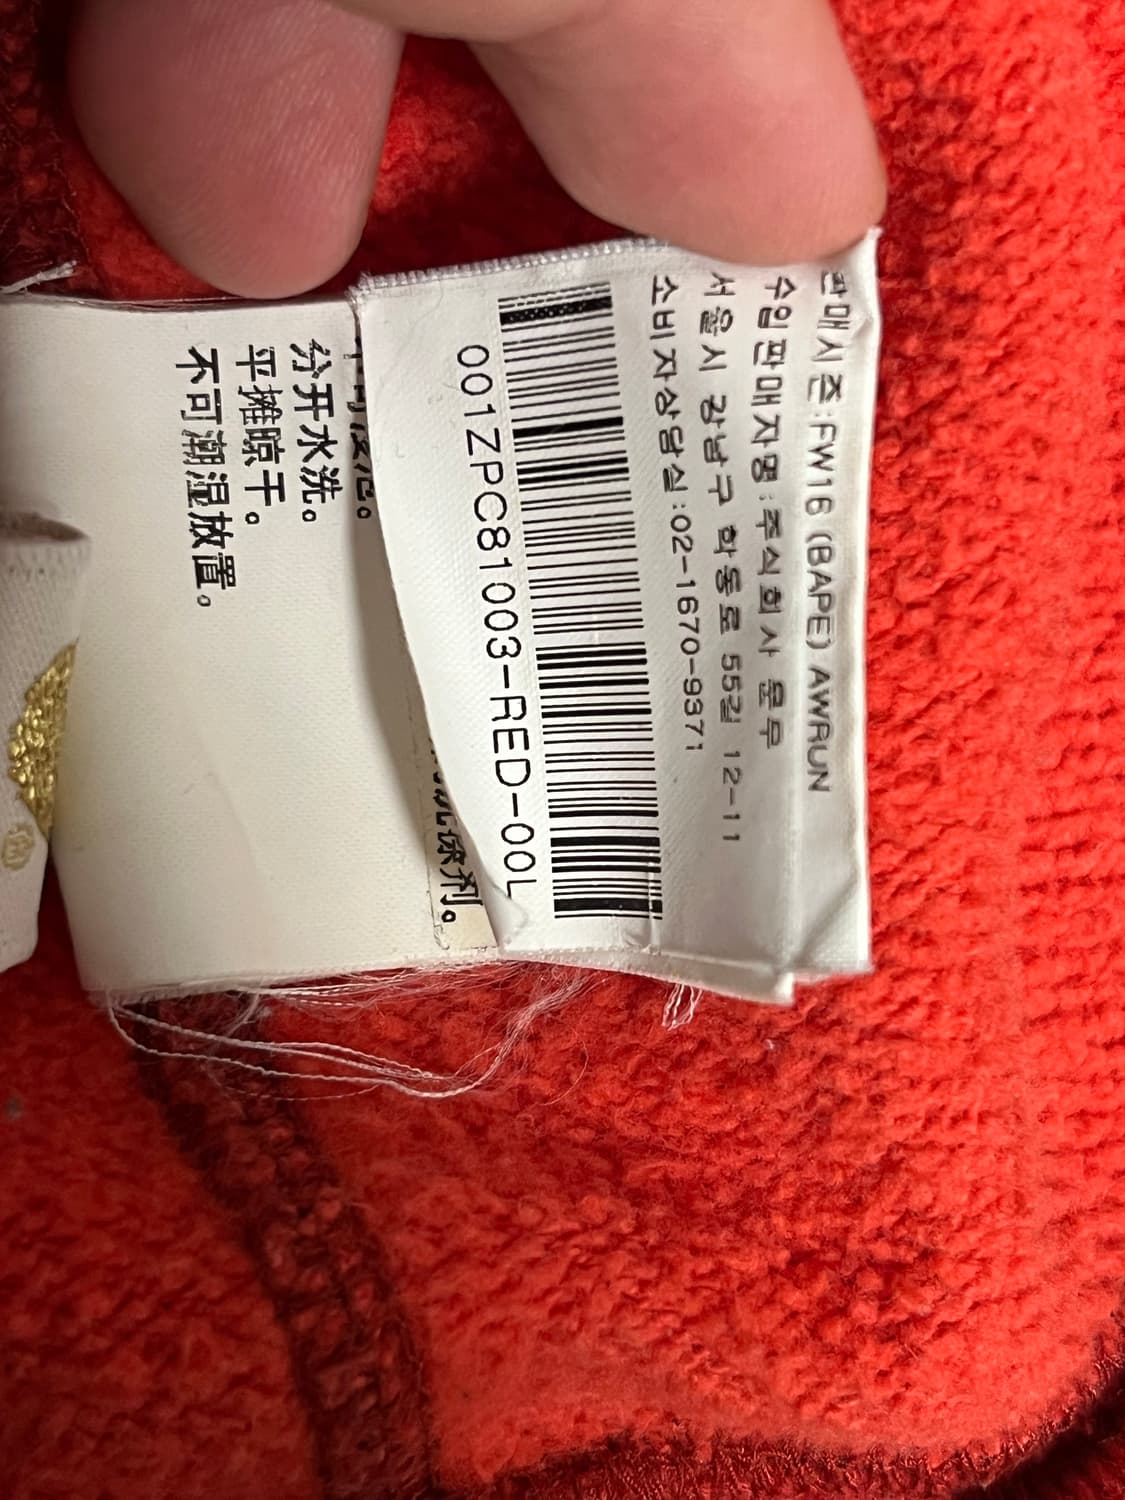 판매시즌:FW16 (BAPE) AWRUN
수입판매자명:주식회사 문무
서울시 강남구 학동로 55길 12-11
소비자상담실:02-1670-9371
001ZPC81003-RED-00L
分开水洗。
平摊晾干。
不可潮湿放置。